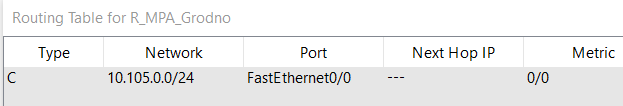 Routing Table for R_MPA_Grodno
Type Network Port Next Hop IP Metric
C 10.105.0.0/24 FastEthernet0/0 --- 0/0